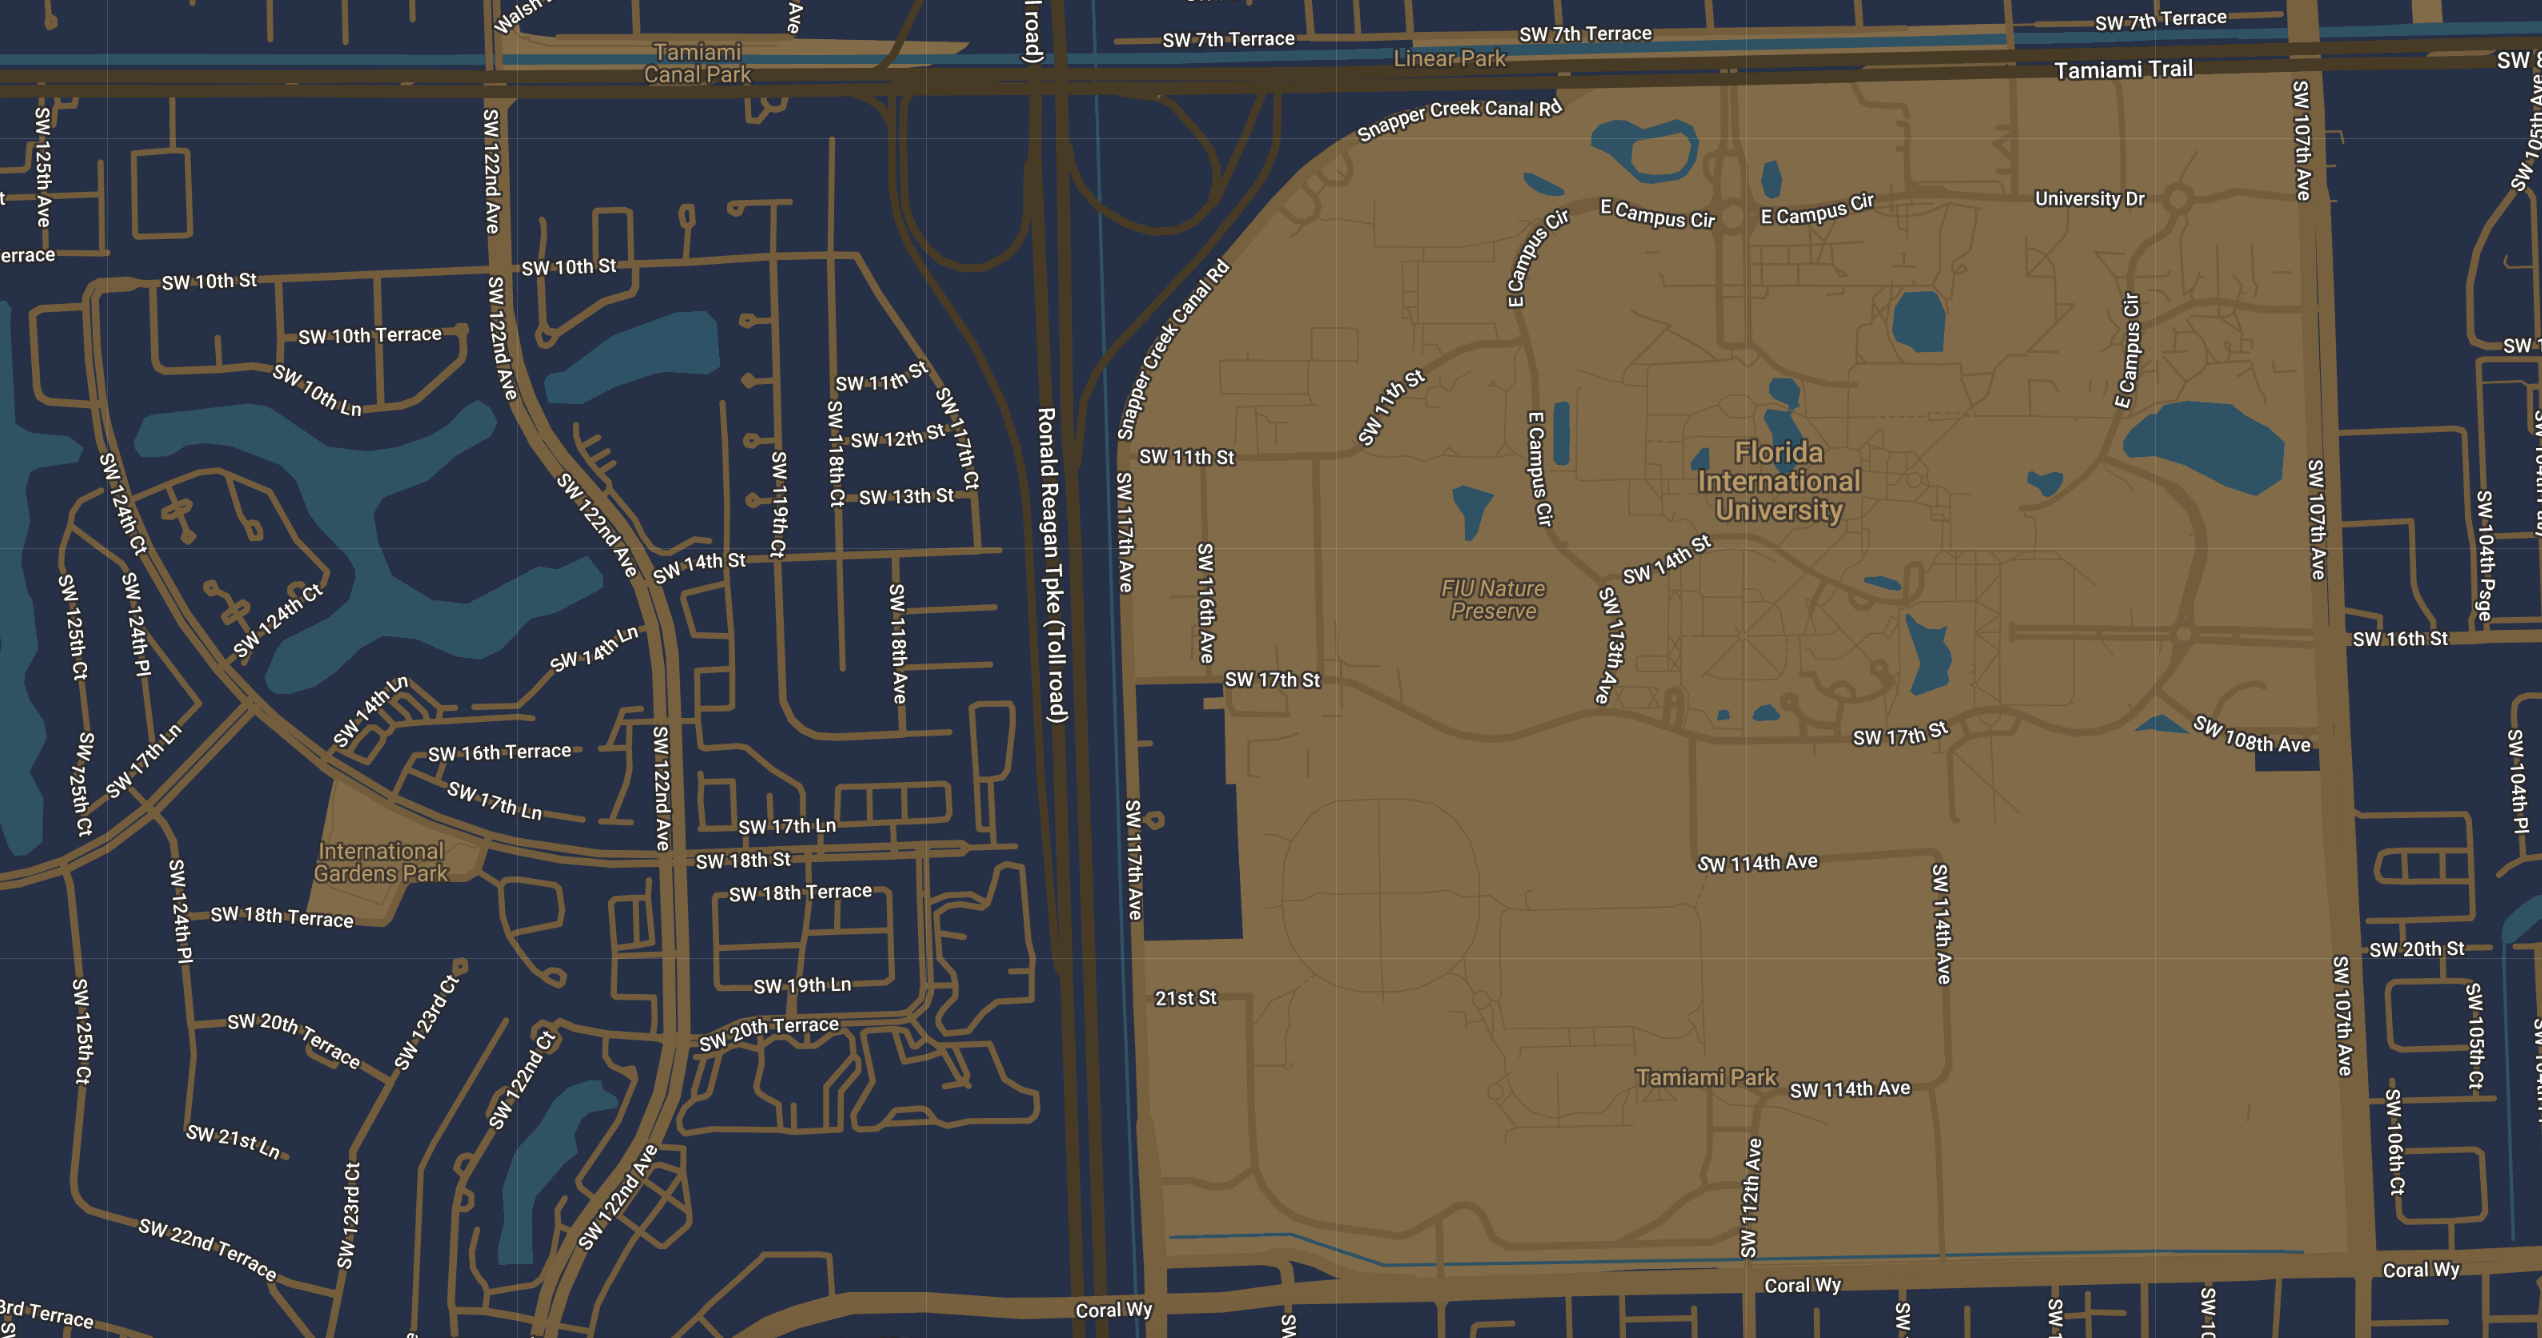 Walsh
Ave
l road)
SW 7th Terrace
SW 7th Terrace
SW 7th Terrace
Tamiami
Canal Park
Linear Park
Tamiami Trail
SW
SW 125th Ave
SW 122nd Ave
Snapper Creek Canal Rd
SW 107th Ave
SW 105th Ave
E Campus Cir
E Campus Cir
E Campus Cir
University Dr
errace
SW 10th St
SW 10th St
SW 122nd Ave
Snapper Creek Canal Rd
E Campus Cir
SW 10th Terrace
SW 10th Ln
SW 11th St
SW 118th Ct
SW 12th St
SW 117th Ct
SW 13th St
SW 119th Ct
SW 11th St
SW 11th St
E Campus Cir
Florida
International
University
SW 107th Ave
SW 104th Psge
SW 124th Ct
SW 122nd Ave
SW 14th St
Ronald Reagan Tpke (Toll road)
SW 117th Ave
SW 116th Ave
SW 14th St
FIU Nature
Preserve
SW 113th Ave
SW 125th Ct
SW 124th Pl
SW 124th Ct
SW 14th Ln
SW 118th Ave
SW 16th St
SW 17th St
SW 14th Ln
SW 17th Ln
SW 125th Ct
SW 16th Terrace
SW 17th Ln
SW 122nd Ave
SW 17th St
SW 108th Ave
SW 104th Pl
SW 17th Ln
SW 117th Ave
International
Gardens Park
SW 18th St
SW 114th Ave
SW 124th Pl
SW 18th Terrace
SW 18th Terrace
SW 114th Ave
SW 20th St
SW 19th Ln
21st St
SW 107th Ave
SW 105th Ct
SW 125th Ct
SW 20th Terrace
SW 123rd Ct
SW 122nd Ct
SW 20th Terrace
Tamiami Park
SW 114th Ave
SW 106th Ct
SW 21st Ln
SW 123rd Ct
SW 122nd Ave
SW 112th Ave
SW 22nd Terrace
Coral Wy
Coral Wy
Coral Wy
3rd Terrace
SW
SW